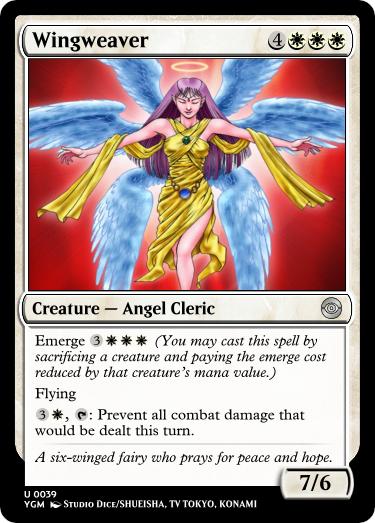 Wingweaver 4
Creature — Angel Cleric
Emerge 3 (You may cast this spell by
sacrificing a creature and paying the emerge cost
reduced by that creature's mana value.)
Flying
3 , : Prevent all combat damage that
would be dealt this turn.
A six-winged fairy who prays for peace and hope.
7/6
U 0039
YGM STUDIO DICE/SHUEISHA, TV TOKYO, KONAMI